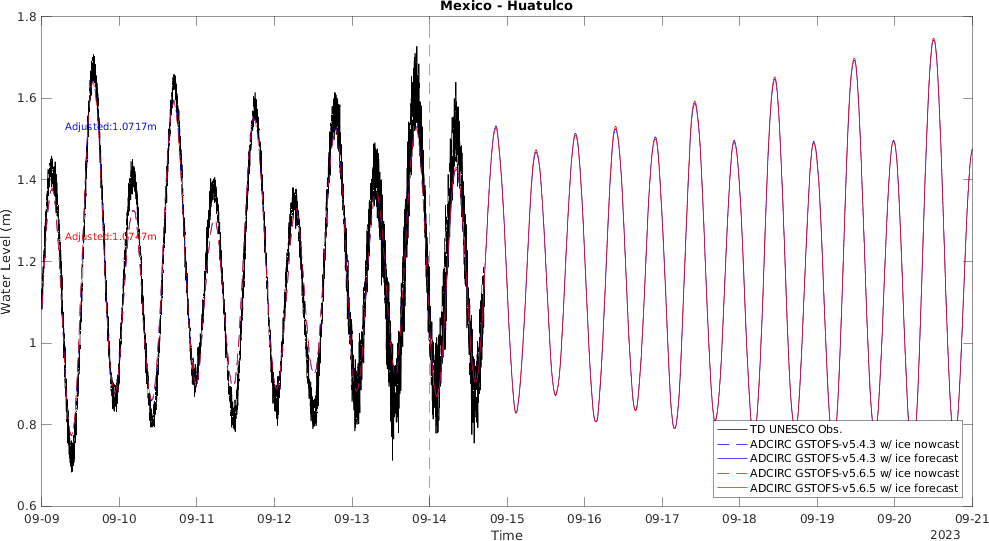 Mexico - Huatulco
1.8
1.6
1.4
1.2
1
0.8
0.6
Water Level (m)
Adjusted:1.0717m
Adjusted:1.0747m
TD UNESCO Obs.
ADCIRC GSTOFS-v5.4.3 w/ ice nowcast
ADCIRC GSTOFS-v5.4.3 w/ ice forecast
ADCIRC GSTOFS-v5.6.5 w/ ice nowcast
ADCIRC GSTOFS-v5.6.5 w/ ice forecast
09-09 09-10 09-11 09-12 09-13 09-14 09-15 09-16 09-17 09-18 09-19 09-20 09-21
Time
2023